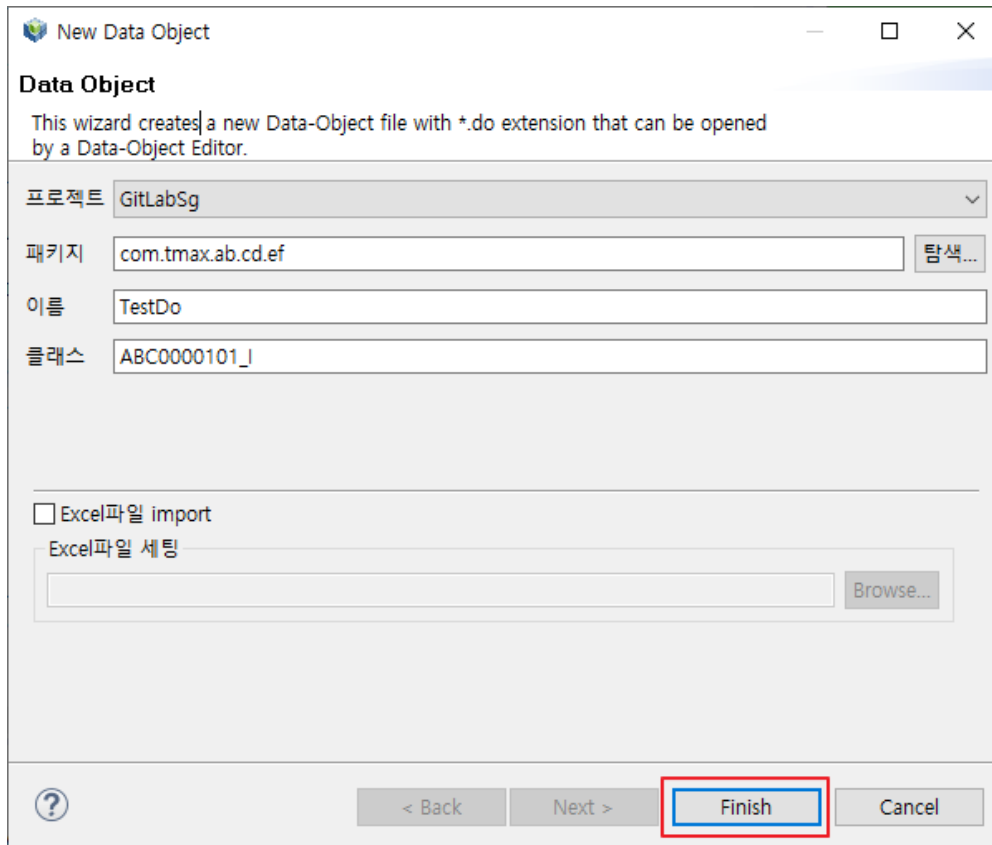 New Data Object
Data Object
This wizard creates a new Data-Object file with *.do extension that can be opened
by a Data-Object Editor.
프로젝트 GitLabSg
패키지 com.tmax.ab.cd.ef 탐색...
이름 TestDo
클래스 ABC0000101_I
Excel파일 import
Excel파일 세팅
Browse...
? < Back Next > Finish Cancel